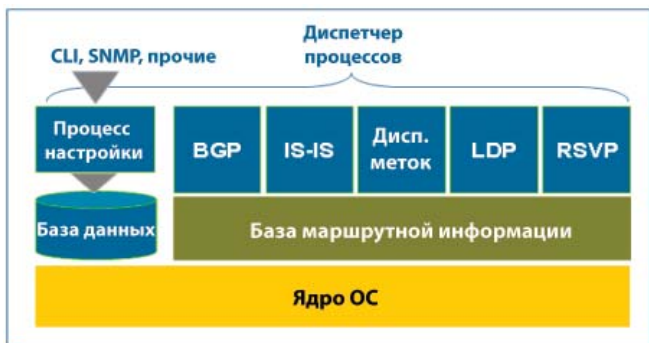 Диспетчер
процессов
CLI, SNMP, прочие
Процесс
настройки
BGP
IS-IS
Дисп.
меток
LDP
RSVP
База данных
База маршрутной информации
Ядро ОС